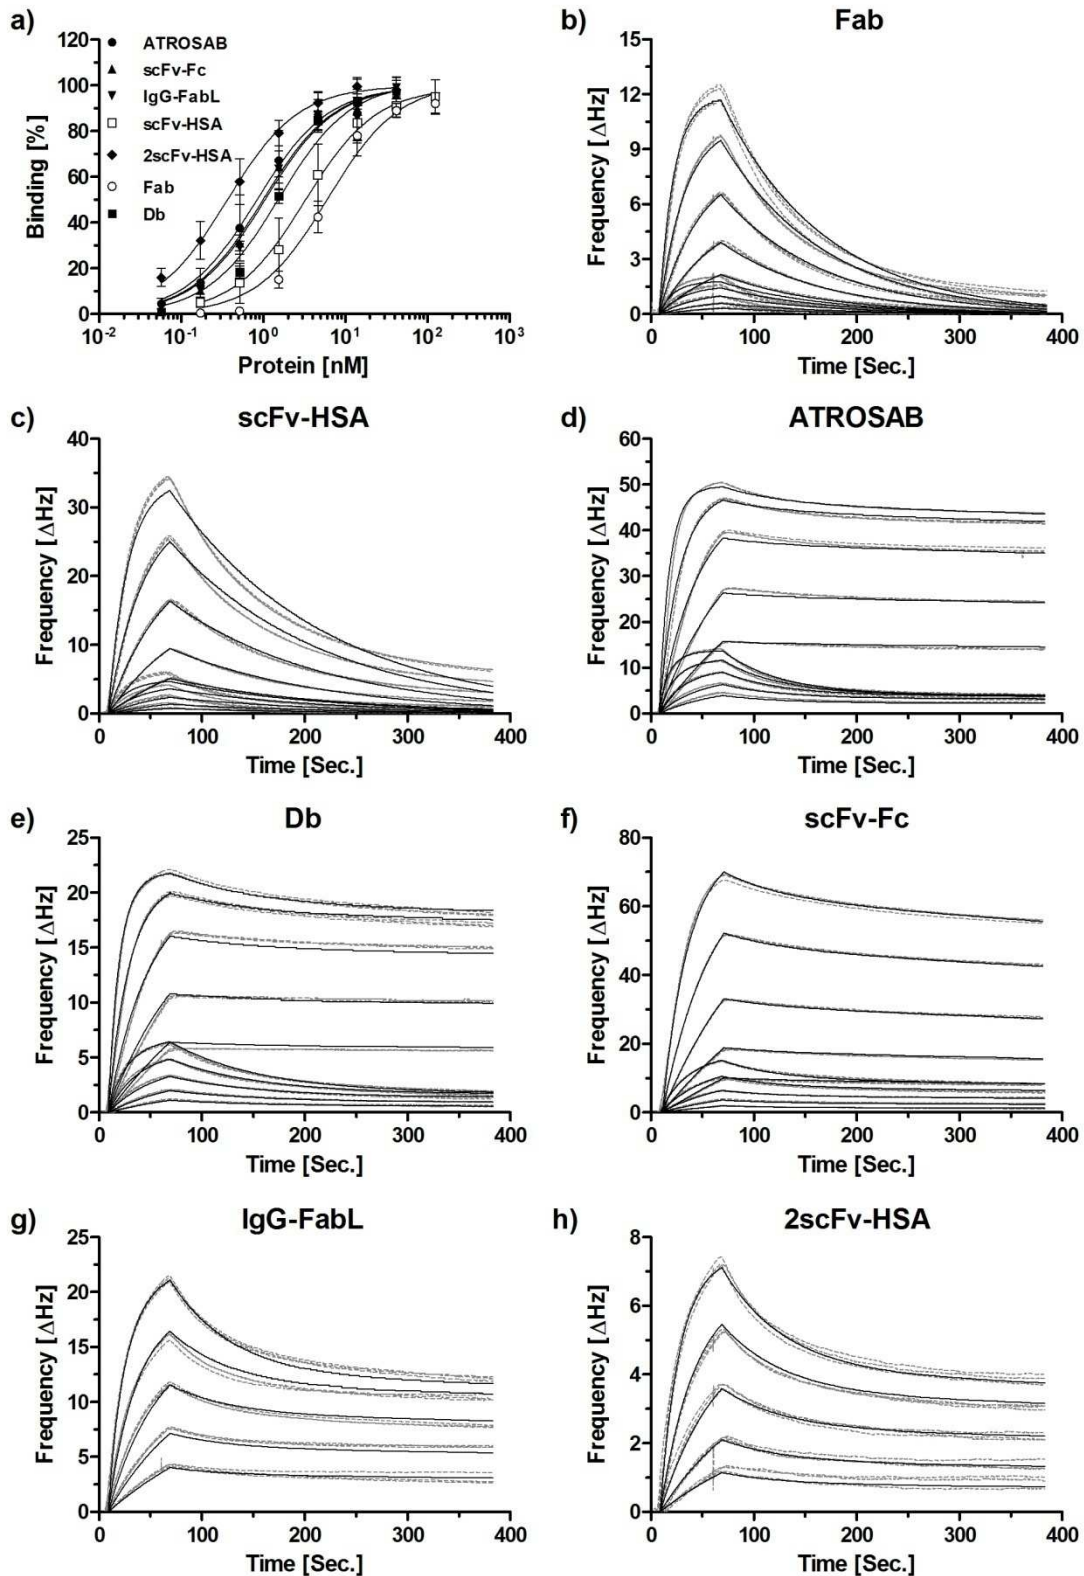 a)
120
100
80
60
40
20
0
Binding [%]
ATROSAB
scFv-Fc
IgG-FabL
scFv-HSA
2scFv-HSA
Fab
Db
10-2 10-1 100 101 102 103
Protein [nM]
b) Fab
15
12
9
6
3
0
Frequency [ΔHz]
0 100 200 300 400
Time [Sec.]
c) scFv-HSA
40
30
20
10
0
Frequency [ΔHz]
0 100 200 300 400
Time [Sec.]
d) ATROSAB
60
50
40
30
20
10
0
Frequency [ΔHz]
0 100 200 300 400
Time [Sec.]
e) Db
25
20
15
10
5
0
Frequency [ΔHz]
0 100 200 300 400
Time [Sec.]
f) scFv-Fc
80
60
40
20
0
Frequency [ΔHz]
0 100 200 300 400
Time [Sec.]
g) IgG-FabL
25
20
15
10
5
0
Frequency [ΔHz]
0 100 200 300 400
Time [Sec.]
h) 2scFv-HSA
8
6
4
2
0
Frequency [ΔHz]
0 100 200 300 400
Time [Sec.]